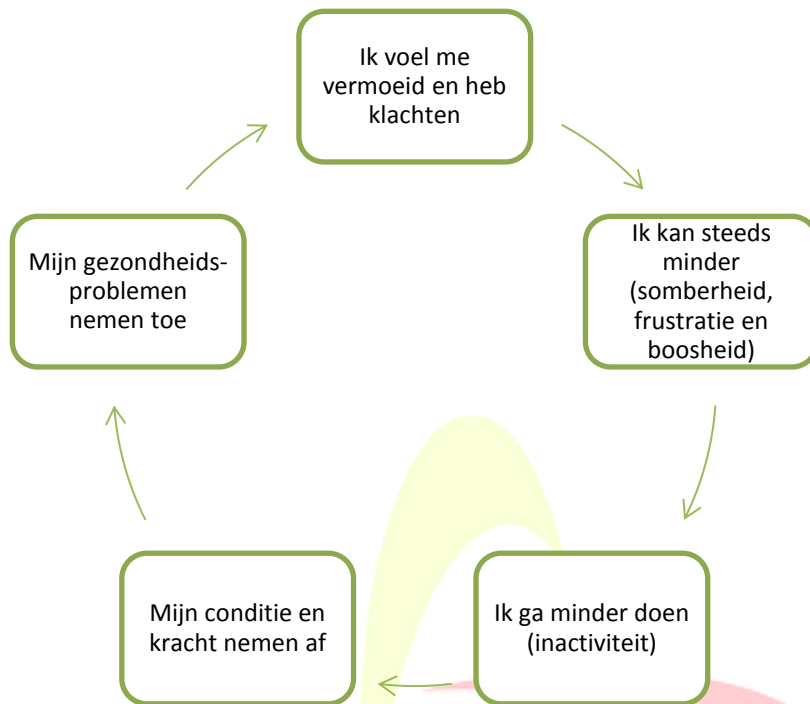 Ik voel me
vermoeid en heb
klachten
Ik kan steeds
minder
(somberheid,
frustratie en
boosheid)
Ik ga minder doen
(inactiviteit)
Mijn conditie en
kracht nemen af
Mijn gezondheids-
problemen
nemen toe